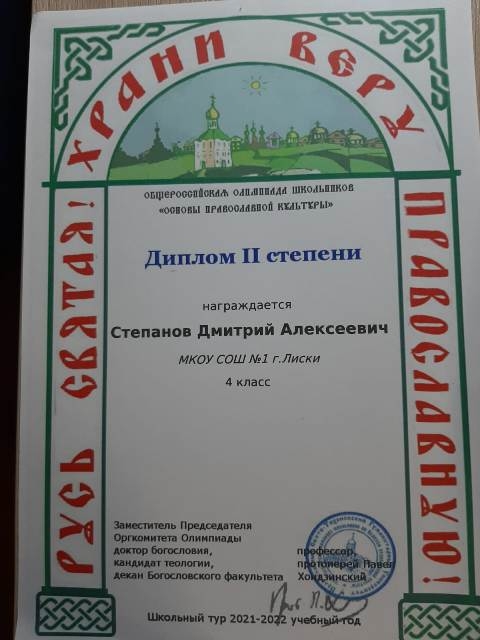 РУСЬ СВЯТАЯ!
ХРАНИ ВЕРУ
ПРАВОСЛАВНУЮ!
ОБЩЕРОССИЙСКАЯ ОЛИМПИАДА ШКОЛЬНИКОВ
«ОСНОВЫ ПРАВОСЛАВНОЙ КУЛЬТУРЫ»
Диплом II степени
награждается
Степанов Дмитрий Алексеевич
МКОУ СОШ №1 г.Лиски
4 класс
Заместитель Председателя
Оргкомитета Олимпиады
доктор богословия, профессор,
кандидат теологии, протоиерей Павел
декан Богословского факультета Хондзинский
Школьный тур 2021-2022 учебный год